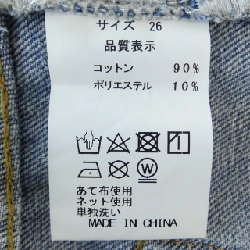 サイズ 26
品質表示
コットン 90%
ポリエステル 10%
あて布使用
ネット使用
単独洗い
MADE IN CHINA